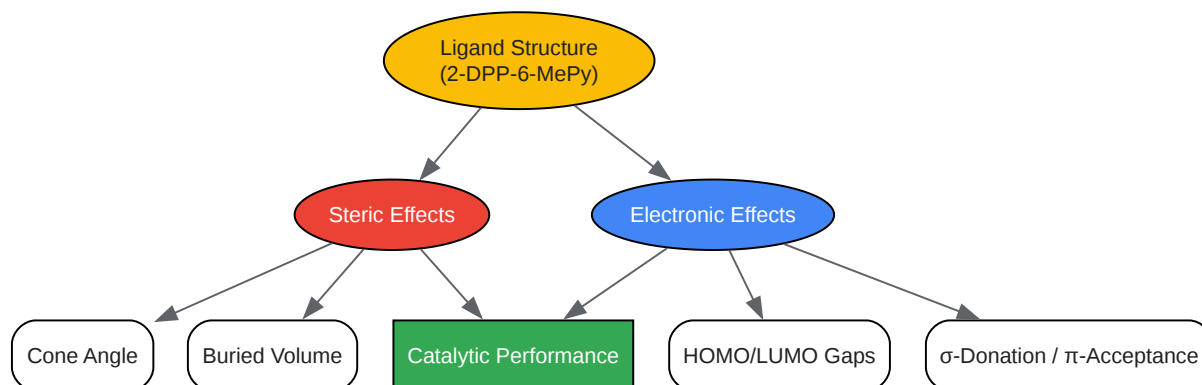 Ligand Structure
(2-DPP-6-MePy)
Steric Effects
Electronic Effects
Cone Angle
Buried Volume
Catalytic Performance
HOMO/LUMO Gaps
σ-Donation / π-Acceptance